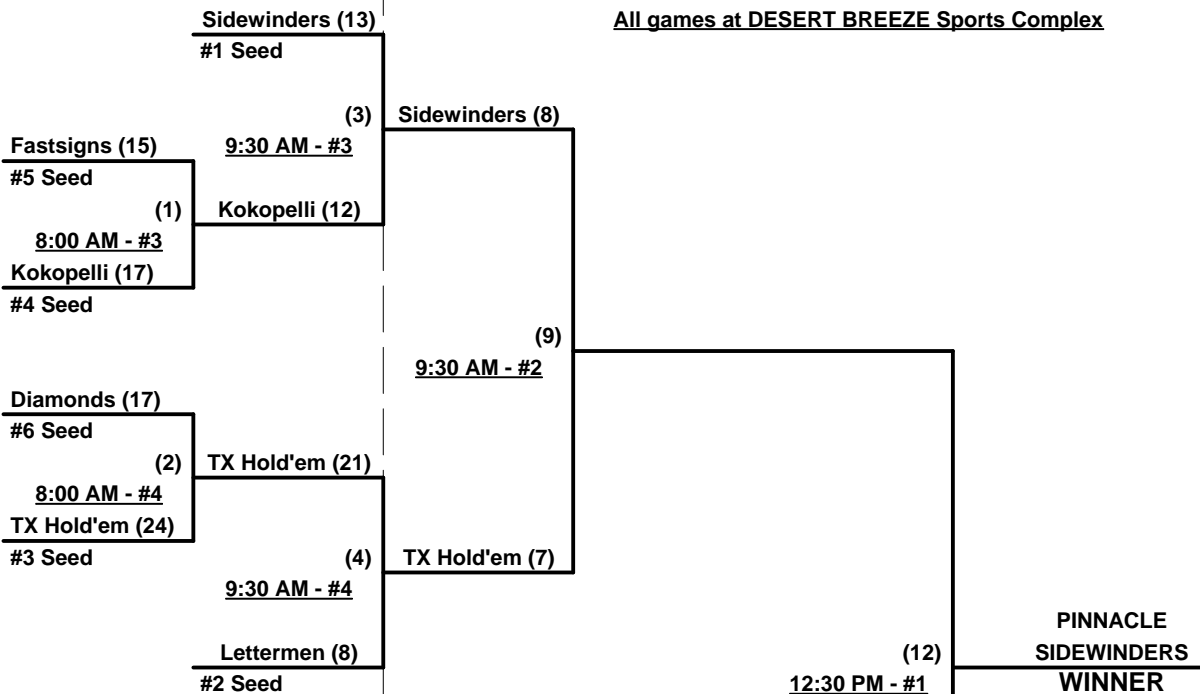 Sidewinders (13)
All games at DESERT BREEZE Sports Complex
#1 Seed
(3)
Sidewinders (8)
Fastsigns (15)
9:30 AM - #3
#5 Seed
(1)
Kokopelli (12)
8:00 AM - #3
Kokopelli (17)
#4 Seed
(9)
9:30 AM - #2
Diamonds (17)
#6 Seed
(2)
TX Hold'em (21)
8:00 AM - #4
TX Hold'em (24)
#3 Seed
(4)
TX Hold'em (7)
9:30 AM - #4
PINNACLE
Lettermen (8)
(12)
SIDEWINDERS
#2 Seed
12:30 PM - #1
WINNER